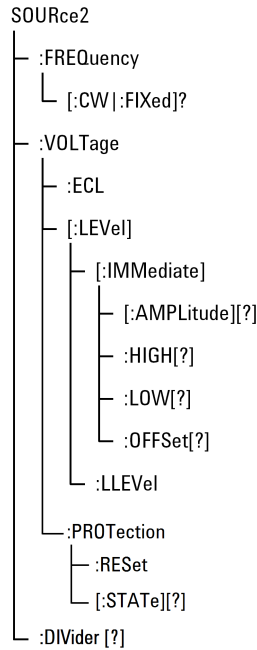 SOURce2
:FREQuency
[:CW|:FIXed]?
:VOLTage
:ECL
[:LEVel]
[:IMMediate]
[:AMPLitude][?]
:HIGH[?]
:LOW[?]
:OFFSet[?]
:LLEVel
:PROTection
:RESet
[:STATe][?]
:DIVider [?]